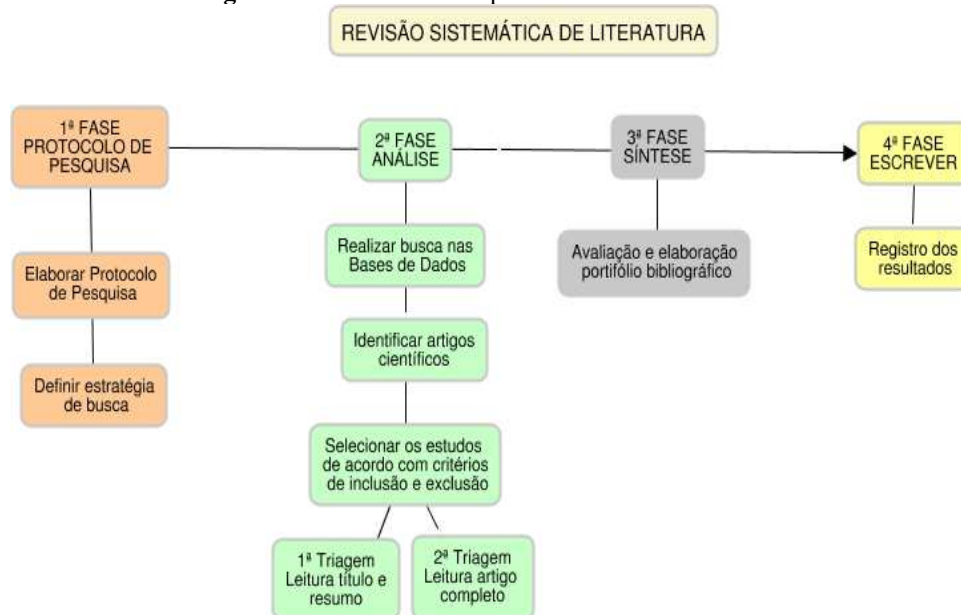 REVISÃO SISTEMÁTICA DE LITERATURA
1ª FASE
PROTOCOLO DE
PESQUISA
2ª FASE
ANÁLISE
3ª FASE
SÍNTESE
4ª FASE
ESCREVER
Elaborar Protocolo
de Pesquisa
Definir estratégia
de busca
Realizar busca nas
Bases de Dados
Identificar artigos
científicos
Selecionar os estudos
de acordo com critérios
de inclusão e exclusão
1ª Triagem
Leitura título e
resumo
2ª Triagem
Leitura artigo
completo
Avaliação e elaboração
portifólio bibliográfico
Registro dos
resultados